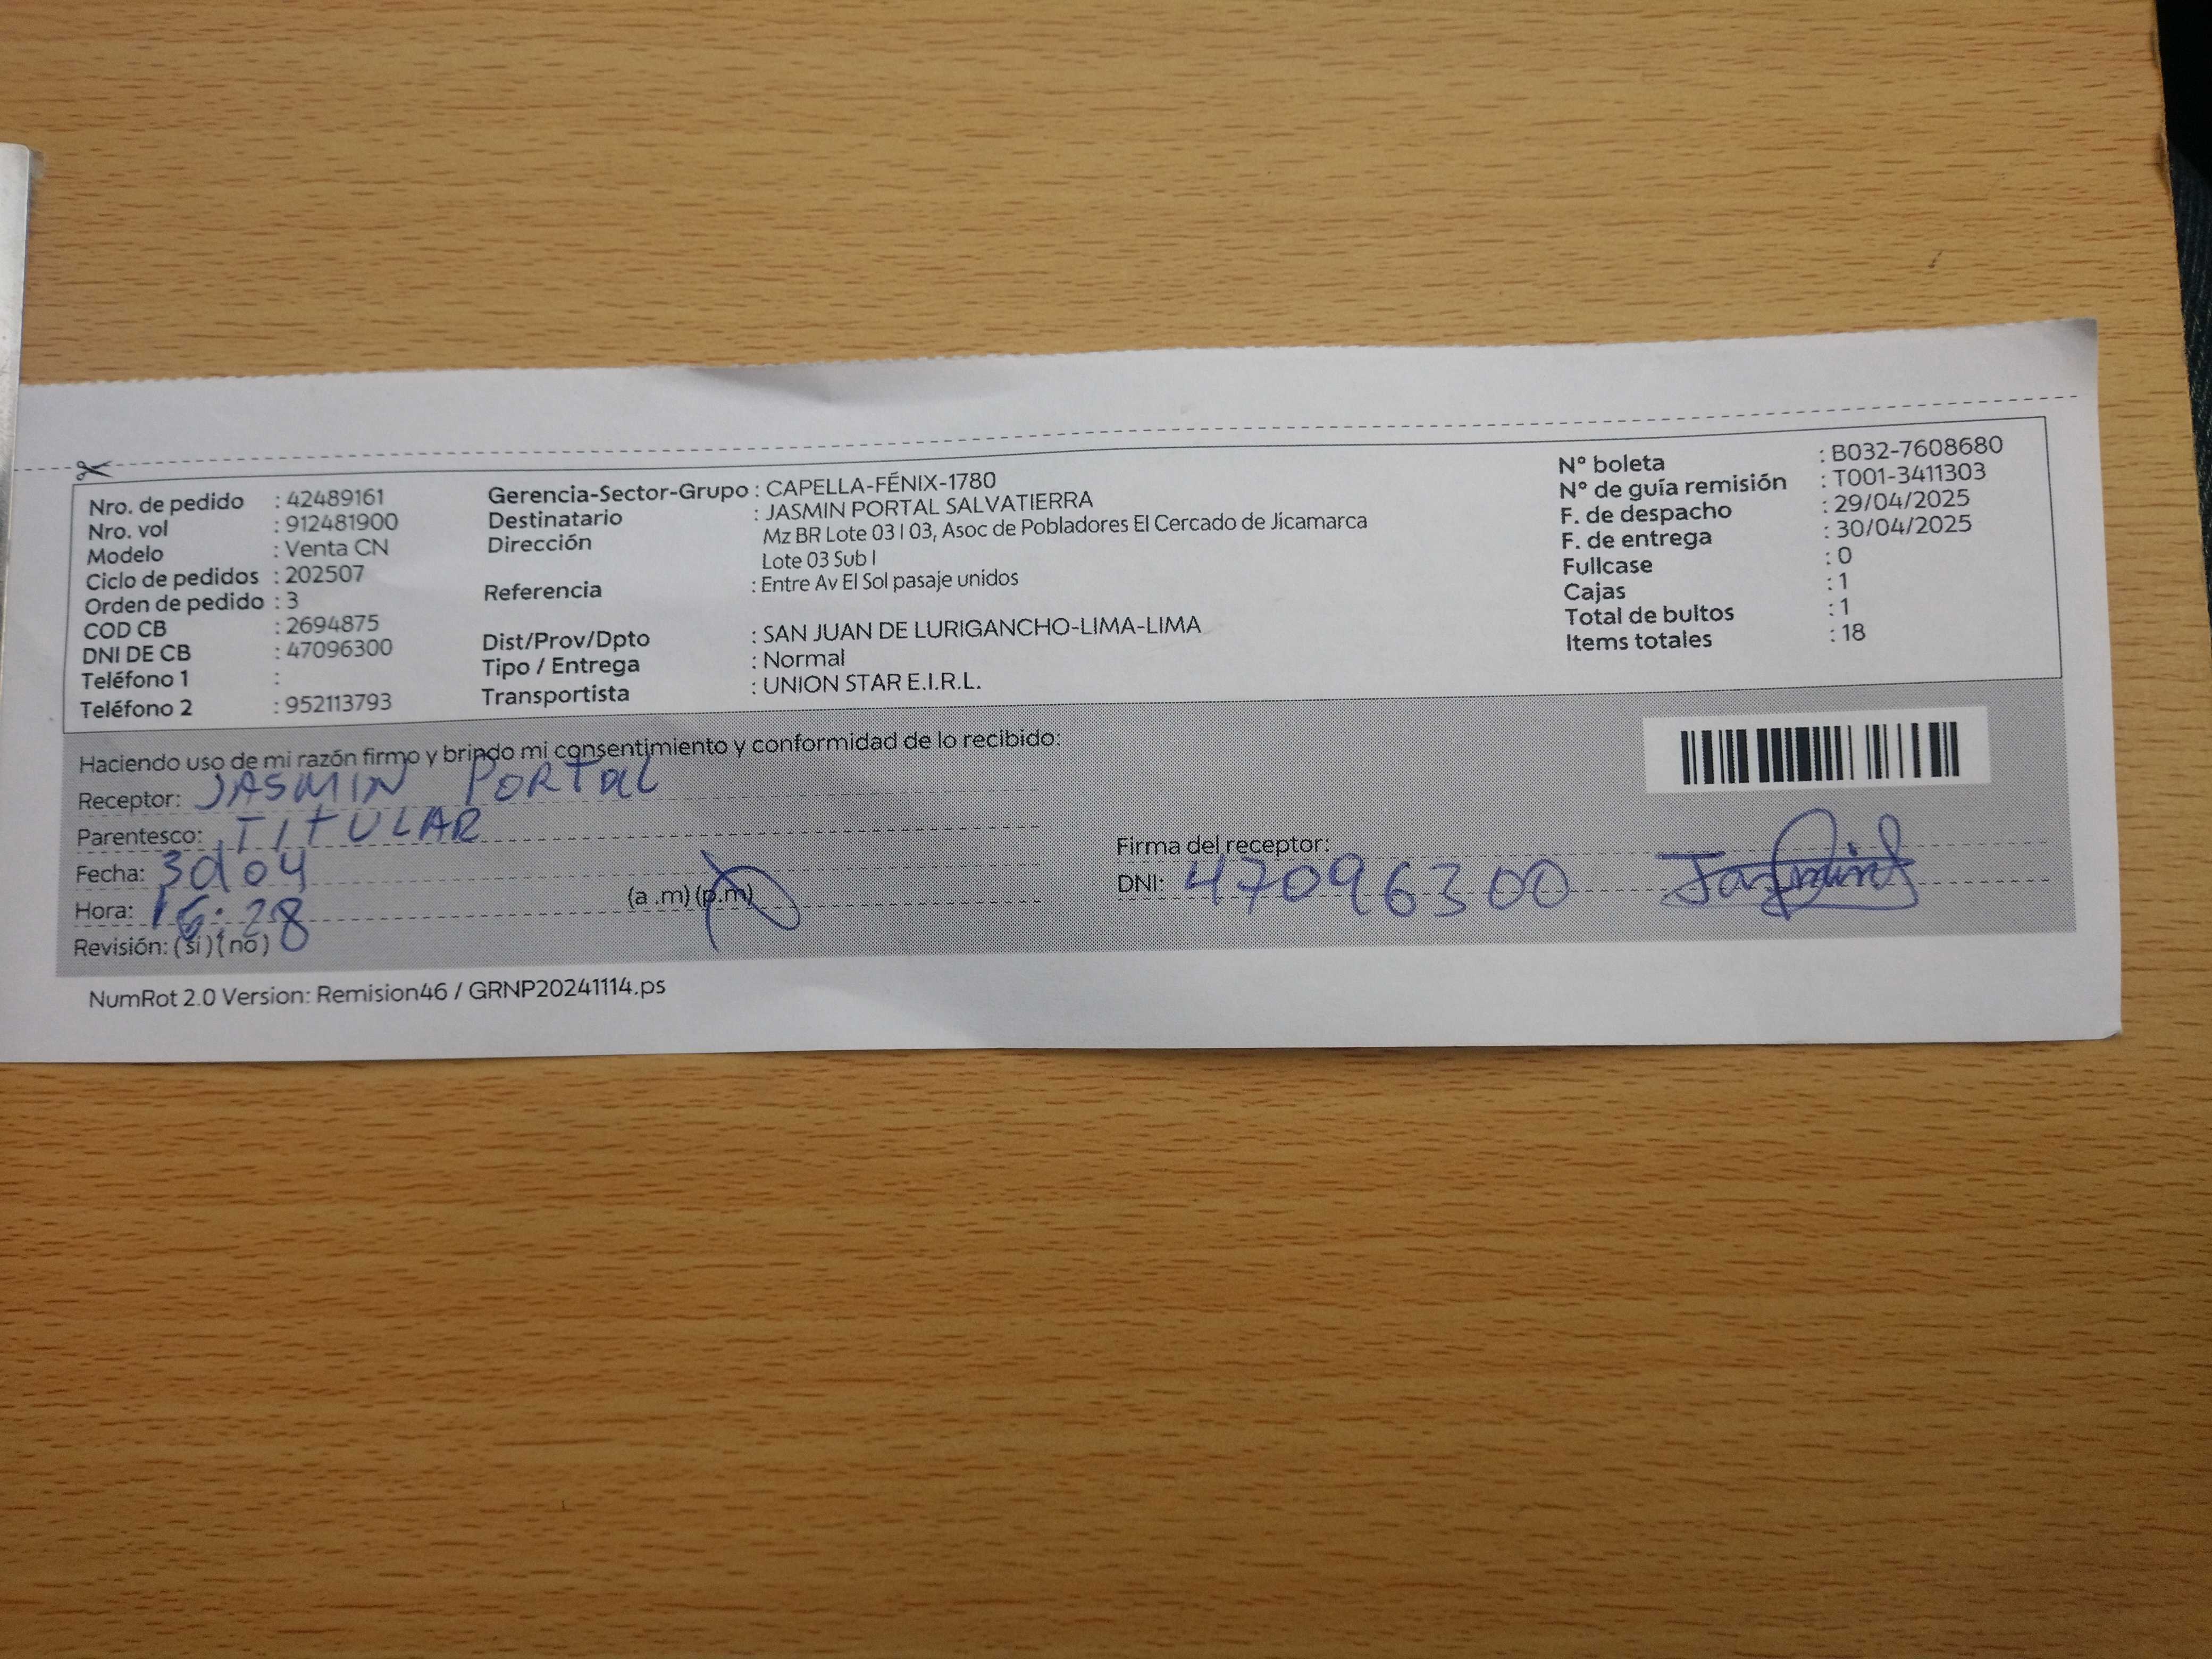 Nro. de pedido : 42489161
Nro. vol : 912481900
Modelo : Venta CN
Ciclo de pedidos : 202507
Orden de pedido : 3
COD CB : 2694875
DNI DE CB : 47096300
Teléfono 1 :
Teléfono 2 : 952113793
Gerencia-Sector-Grupo : CAPELLA-FÉNIX-1780
Destinatario : JASMIN PORTAL SALVATIERRA
Dirección Mz BR Lote 03 I 03, Asoc de Pobladores El Cercado de Jicamarca
Lote 03 Sub I
Referencia : Entre Av El Sol pasaje unidos
Dist/Prov/Dpto : SAN JUAN DE LURIGANCHO-LIMA-LIMA
Tipo / Entrega : Normal
Transportista : UNION STAR E.I.R.L.
N° boleta : B032-7608680
N° de guía remisión : T001-3411303
F. de despacho : 29/04/2025
F. de entrega : 30/04/2025
Fullcase : 0
Cajas : 1
Total de bultos : 1
Items totales : 18
Haciendo uso de mi razón firmo y brindo mi consentimiento y conformidad de lo recibido:
Receptor: JASMIN PORTAL
Parentesco: TITULAR
Fecha: 30 04
Hora: 16:28 (a .m) (p.m)
Revisión: (si) (no)
Firma del receptor: Jasmin
DNI: 47096300
NumRot 2.0 Version: Remision46 / GRNP20241114.ps